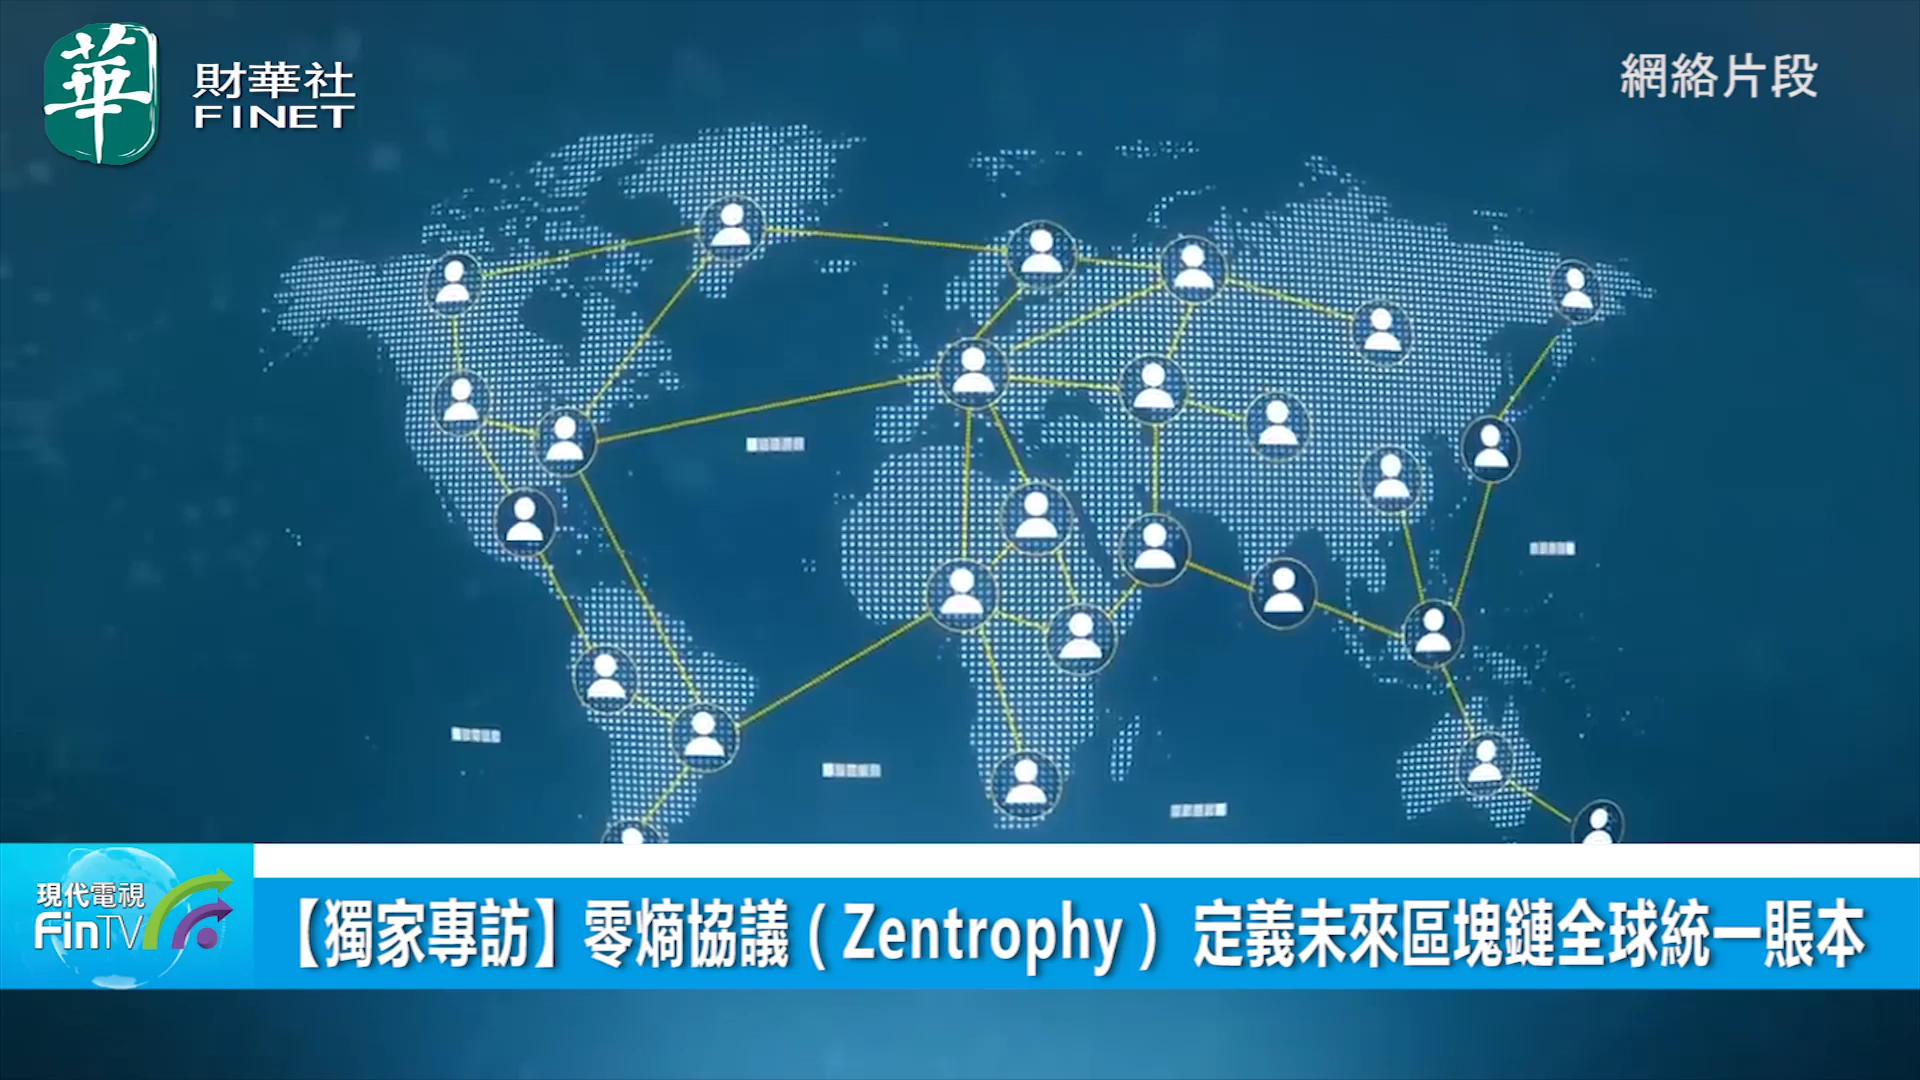 華
財華社
FINET
網絡片段
現代電視
FinTV
【獨家專訪】零熵協議（Zentrophy） 定義未來區塊鏈全球統一賬本